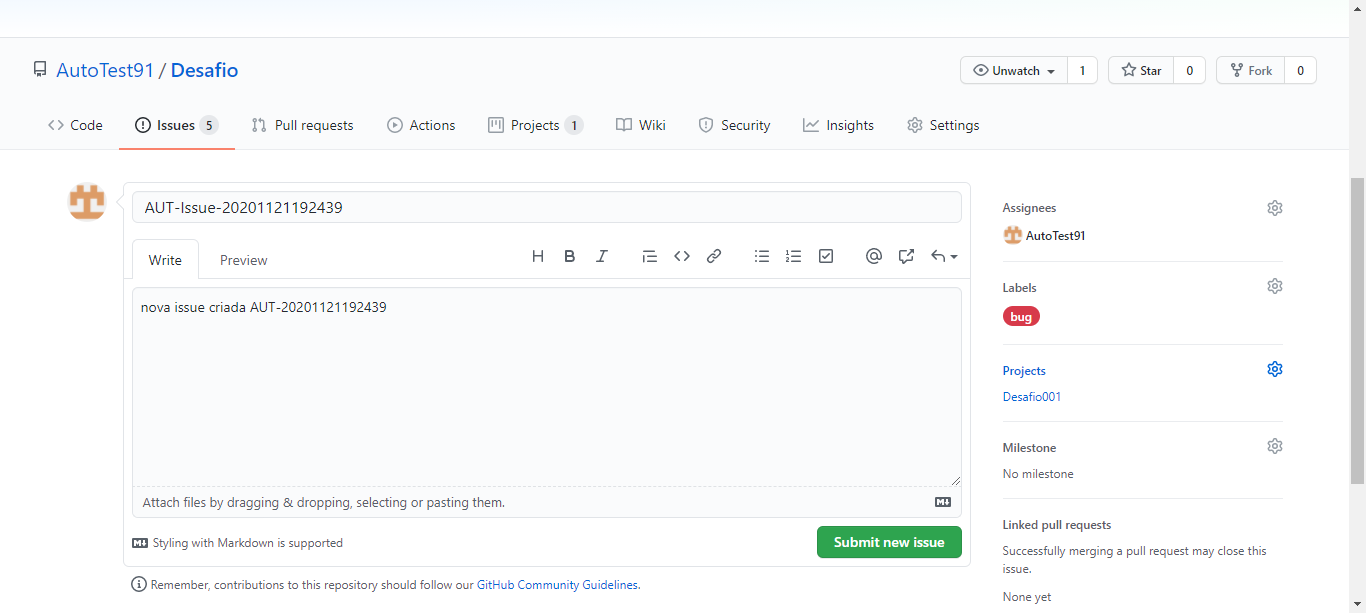 AutoTest91 / Desafio
Unwatch 1 Star 0 Fork 0
Code Issues 5 Pull requests Actions Projects 1 Wiki Security Insights Settings
AUT-Issue-20201121192439
Write Preview
nova issue criada AUT-20201121192439
Attach files by dragging & dropping, selecting or pasting them.
Styling with Markdown is supported
Submit new issue
Remember, contributions to this repository should follow our GitHub Community Guidelines.
Assignees
AutoTest91
Labels
bug
Projects
Desafio001
Milestone
No milestone
Linked pull requests
Successfully merging a pull request may close this
issue.
None yet